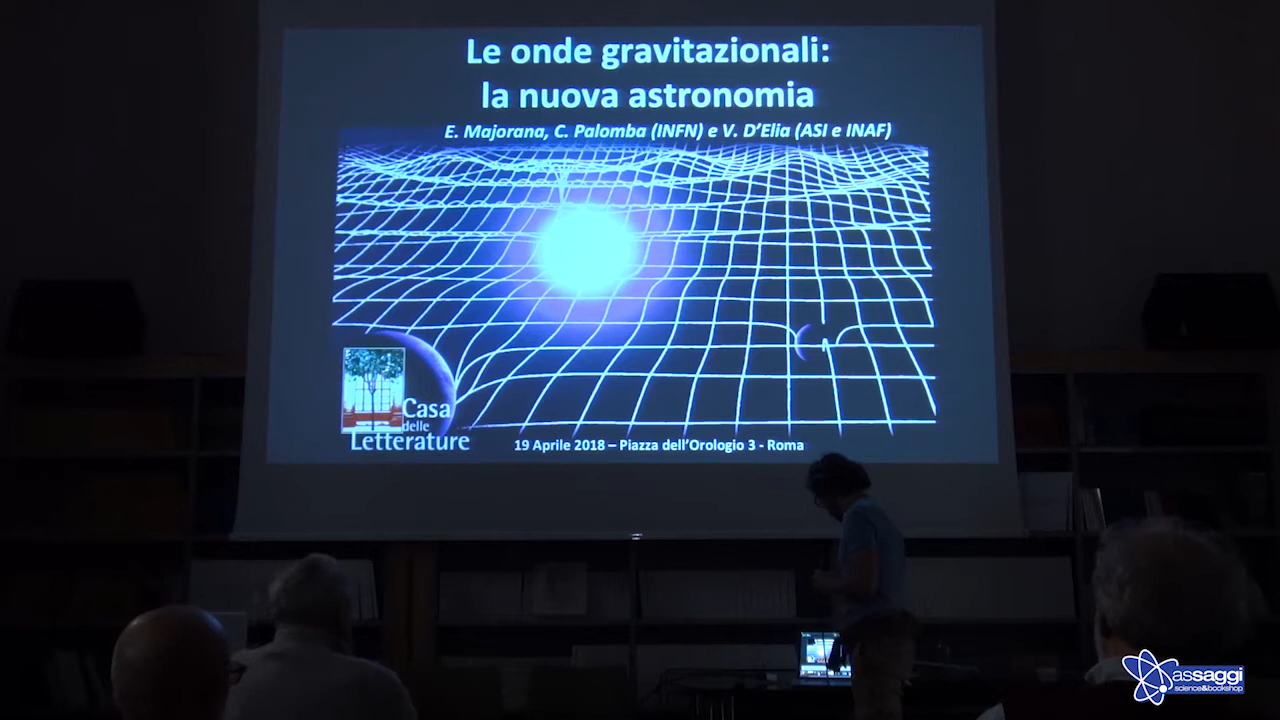 Le onde gravitazionali:
la nuova astronomia
E. Majorana, C. Palomba (INFN) e V. D'Elia (ASI e INAF)
Casa
delle
Letterature
19 Aprile 2018 – Piazza dell'Orologio 3 - Roma
assaggi
science&bookshop